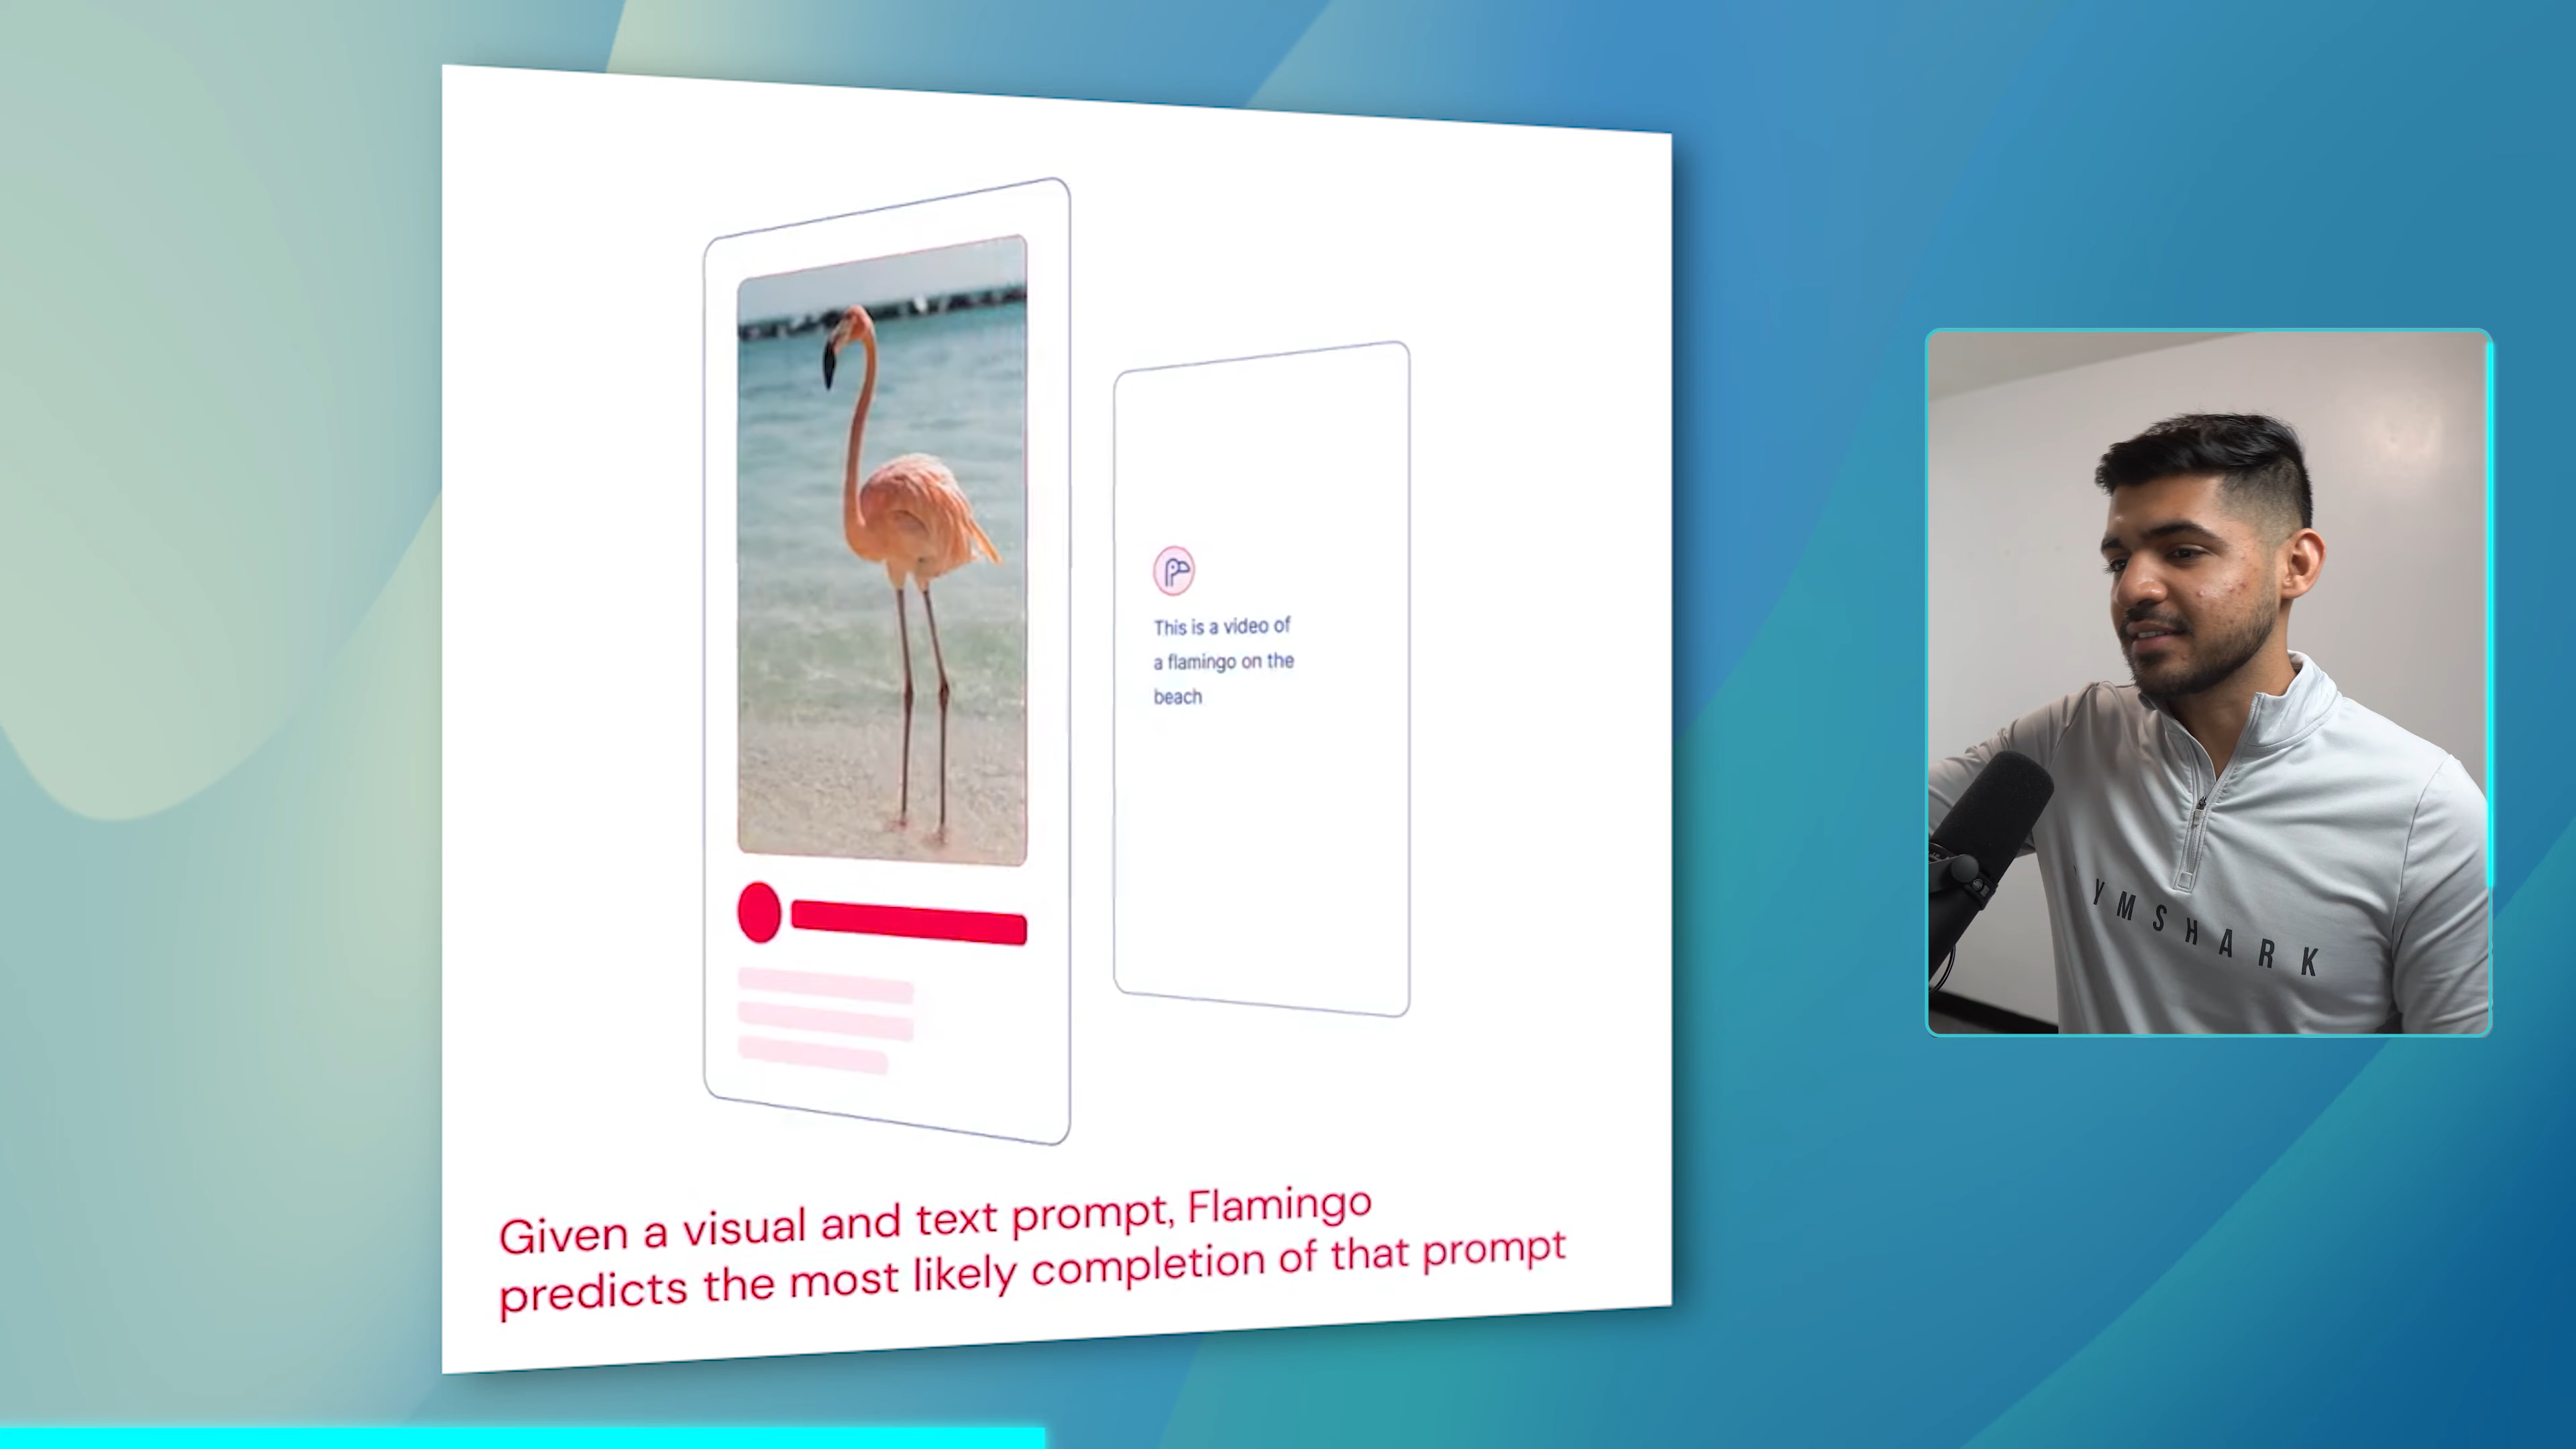 This is a video of
a flamingo on the
beach
Given a visual and text prompt, Flamingo
predicts the most likely completion of that prompt
YMSHARK